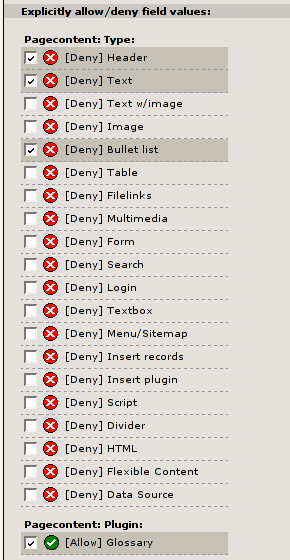 Explicitly allow/deny field values:
Pagecontent: Type:
[Deny] Header
[Deny] Text
[Deny] Text w/image
[Deny] Image
[Deny] Bullet list
[Deny] Table
[Deny] Filelinks
[Deny] Multimedia
[Deny] Form
[Deny] Search
[Deny] Login
[Deny] Textbox
[Deny] Menu/Sitemap
[Deny] Insert records
[Deny] Insert plugin
[Deny] Script
[Deny] Divider
[Deny] HTML
[Deny] Flexible Content
[Deny] Data Source
Pagecontent: Plugin:
[Allow] Glossary